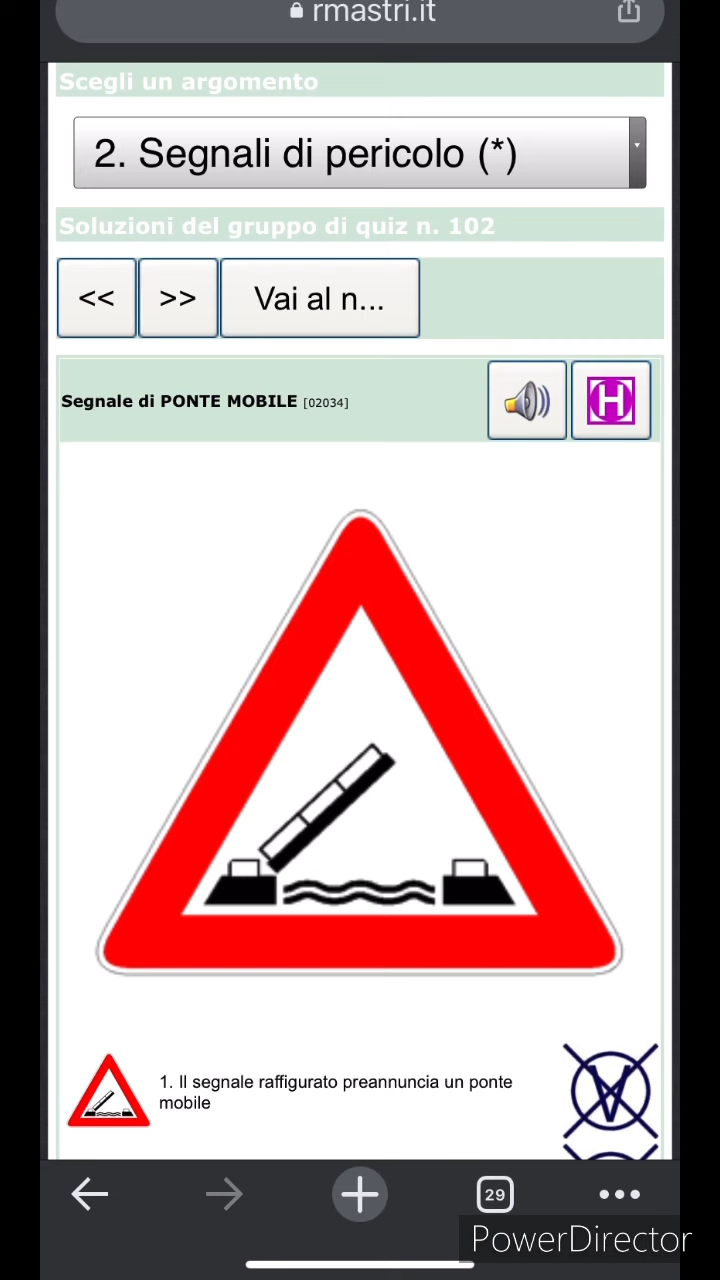 rmastri.it
Scegli un argomento
2. Segnali di pericolo (*)
Soluzioni del gruppo di quiz n. 102
<< >> Vai al n...
Segnale di PONTE MOBILE [02034]
H
1. Il segnale raffigurato preannuncia un ponte
mobile
V
29
PowerDirector